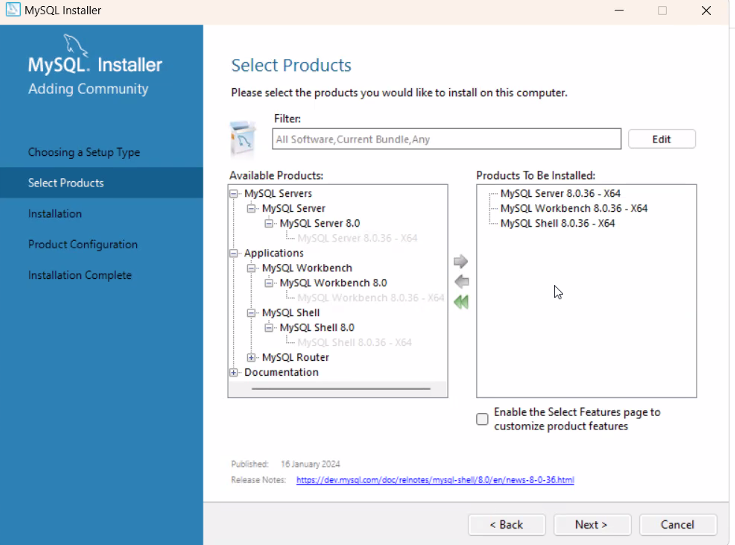 MySQL Installer
MySQL. Installer
Adding Community
Choosing a Setup Type
Select Products
Installation
Product Configuration
Installation Complete
Select Products
Please select the products you would like to install on this computer.
Filter:
All Software,Current Bundle,Any
Edit
Available Products:
MySQL Servers
MySQL Server
MySQL Server 8.0
MySQL Server 8.0.36 - X64
Applications
MySQL Workbench
MySQL Workbench 8.0
MySQL Workbench 8.0.36 - X64
MySQL Shell
MySQL Shell 8.0
MySQL Shell 8.0.36 - X64
MySQL Router
Documentation
Products To Be Installed:
MySQL Server 8.0.36 - X64
MySQL Workbench 8.0.36 - X64
MySQL Shell 8.0.36 - X64
Enable the Select Features page to
customize product features
Published: 16 January 2024
Release Notes: https://dev.mysql.com/doc/relnotes/mysql-shell/8.0/en/news-8-0-36.html
< Back
Next >
Cancel